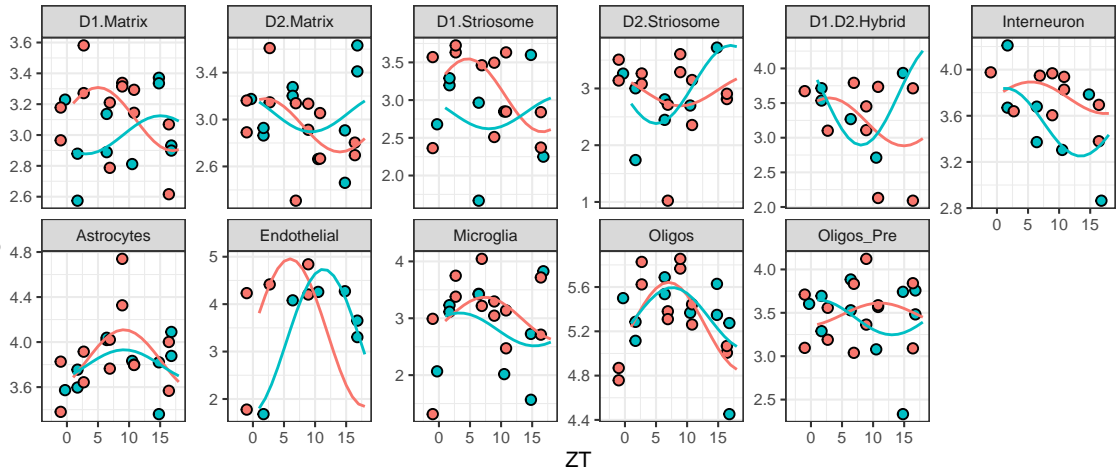 D1.Matrix D2.Matrix D1.Striosome D2.Striosome D1.D2.Hybrid Interneuron
3.6 3.4 3.2 3.0 2.8 2.6
3.4 3.0 2.6
3.5 3.0 2.5 2.0
3 2 1
4.0 3.5 3.0 2.5 2.0
4.0 3.6 3.2 2.8
Astrocytes Endothelial Microglia Oligos Oligos_Pre
4.8 4.4 4.0 3.6
5 4 3 2
4 3 2
5.6 5.2 4.8 4.4
4.0 3.5 3.0 2.5
0 5 10 15 0 5 10 15 0 5 10 15 0 5 10 15 0 5 10 15 0 5 10 15
ZT